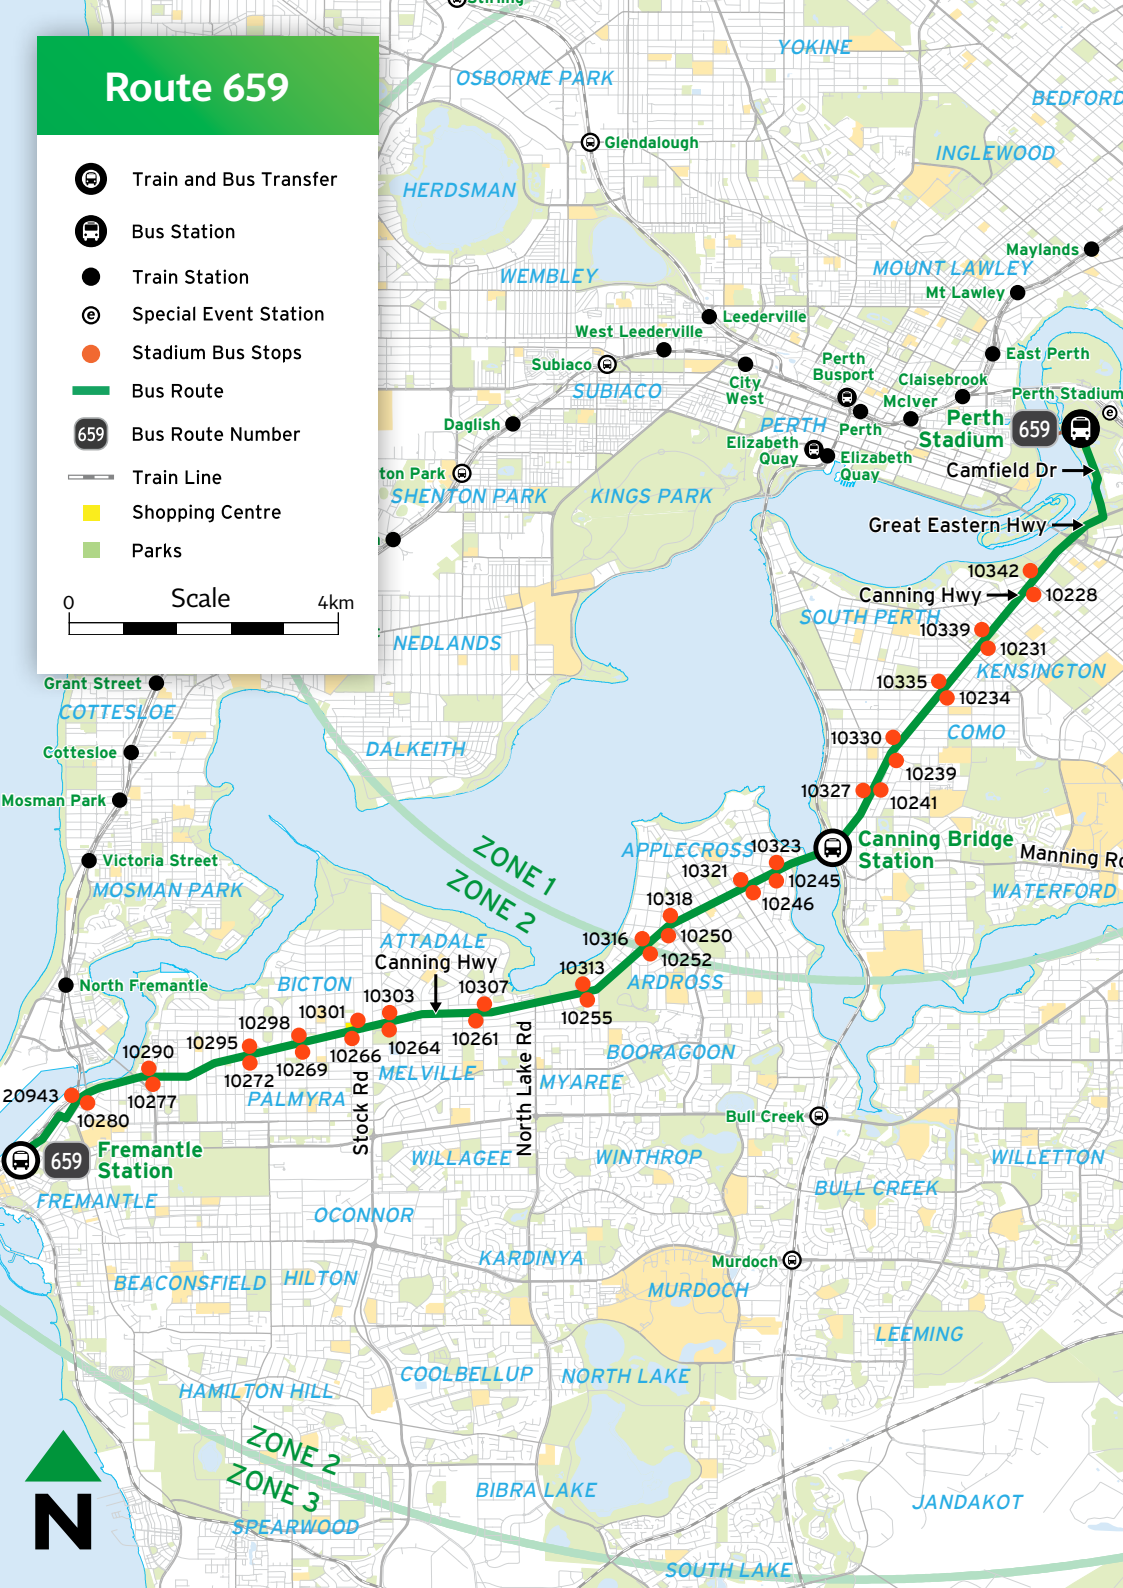 Stirling
Route 659
Train and Bus Transfer
Bus Station
Train Station
e
Special Event Station
Stadium Bus Stops
Bus Route
659
Bus Route Number
Train Line
Shopping Centre
Parks
Scale
0
4km
YOKINE
OSBORNE PARK
BEDFORD
Glendalough
INGLEWOOD
HERDSMAN
Maylands
MOUNT LAWLEY
WEMBLEY
Mt Lawley
Leederville
West Leederville
East Perth
Subiaco
SUBIACO
City
West
Perth
Busport
Claisebrook
McIver
Perth Stadium
e
Perth
Stadium
659
Daglish
PERTH
Perth
Elizabeth
Quay
Elizabeth
Quay
Camfield Dr
ton Park
SHENTON PARK
KINGS PARK
Great Eastern Hwy
10342
Canning Hwy
10228
SOUTH PERTH
10339
10231
NEDLANDS
KENSINGTON
Grant Street
10335
10234
COTTESLOE
COMO
10330
DALKEITH
Cottesloe
10239
10327
10241
Mosman Park
Canning Bridge
Station
10323
APPLECROSS
Manning Rd
ZONE 1
ZONE 2
Victoria Street
MOSMAN PARK
10321
10245
WATERFORD
10246
10318
10316
10250
10252
ATTADALE
Canning Hwy
10313
ARDROSS
North Fremantle
BICTON
10307
10303
10301
10298
10255
10261
10264
10266
10295
10269
10272
10290
North Lake Rd
BOORAGOON
MELVILLE
MYAREE
Stock Rd
PALMYRA
20943
10277
10280
Bull Creek
659
Fremantle
Station
WILLAGEE
WINTHROP
WILLETTON
FREMANTLE
BULL CREEK
OCONNOR
KARDINYA
Murdoch
BEACONSFIELD
HILTON
MURDOCH
LEEMING
COOLBELLUP
NORTH LAKE
HAMILTON HILL
ZONE 2
ZONE 3
BIBRA LAKE
JANDAKOT
N
SPEARWOOD
SOUTH LAKE